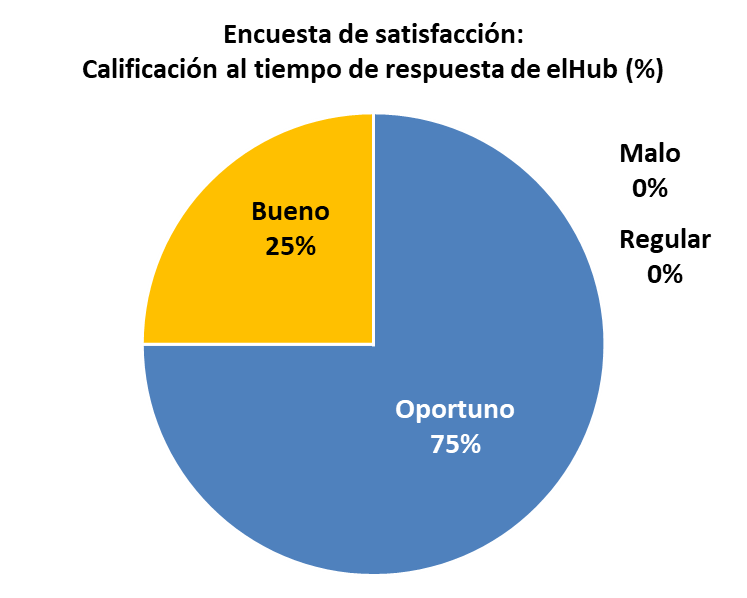 Encuesta de satisfacción:
Calificación al tiempo de respuesta de elHub (%)
Malo
0%
Bueno
25%
Regular
0%
Oportuno
75%